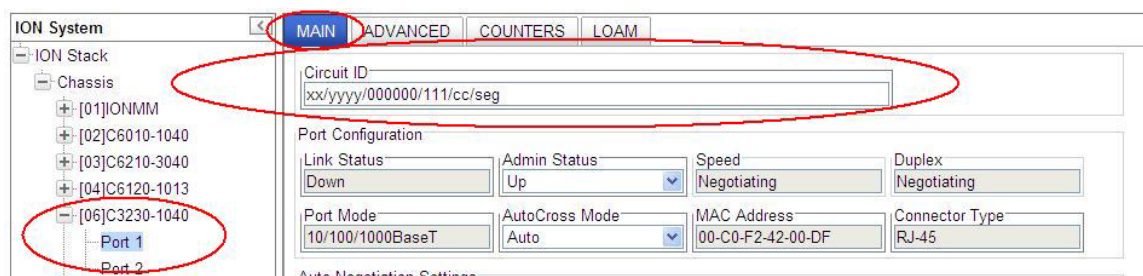 ION System
ION Stack
Chassis
[01]IONMM
[02]C6010-1040
[03]C6210-3040
[04]C6120-1013
[06]C3230-1040
Port 1
Port 2
MAIN ADVANCED COUNTERS LOAM
Circuit ID
xx/yyyy/000000/111/cc/seg
Port Configuration
Link Status Admin Status Speed Duplex
Down Up Negotiating Negotiating
Port Mode AutoCross Mode MAC Address Connector Type
10/100/1000BaseT Auto 00-C0-F2-42-00-DF RJ-45
Auto Negotiation Settings